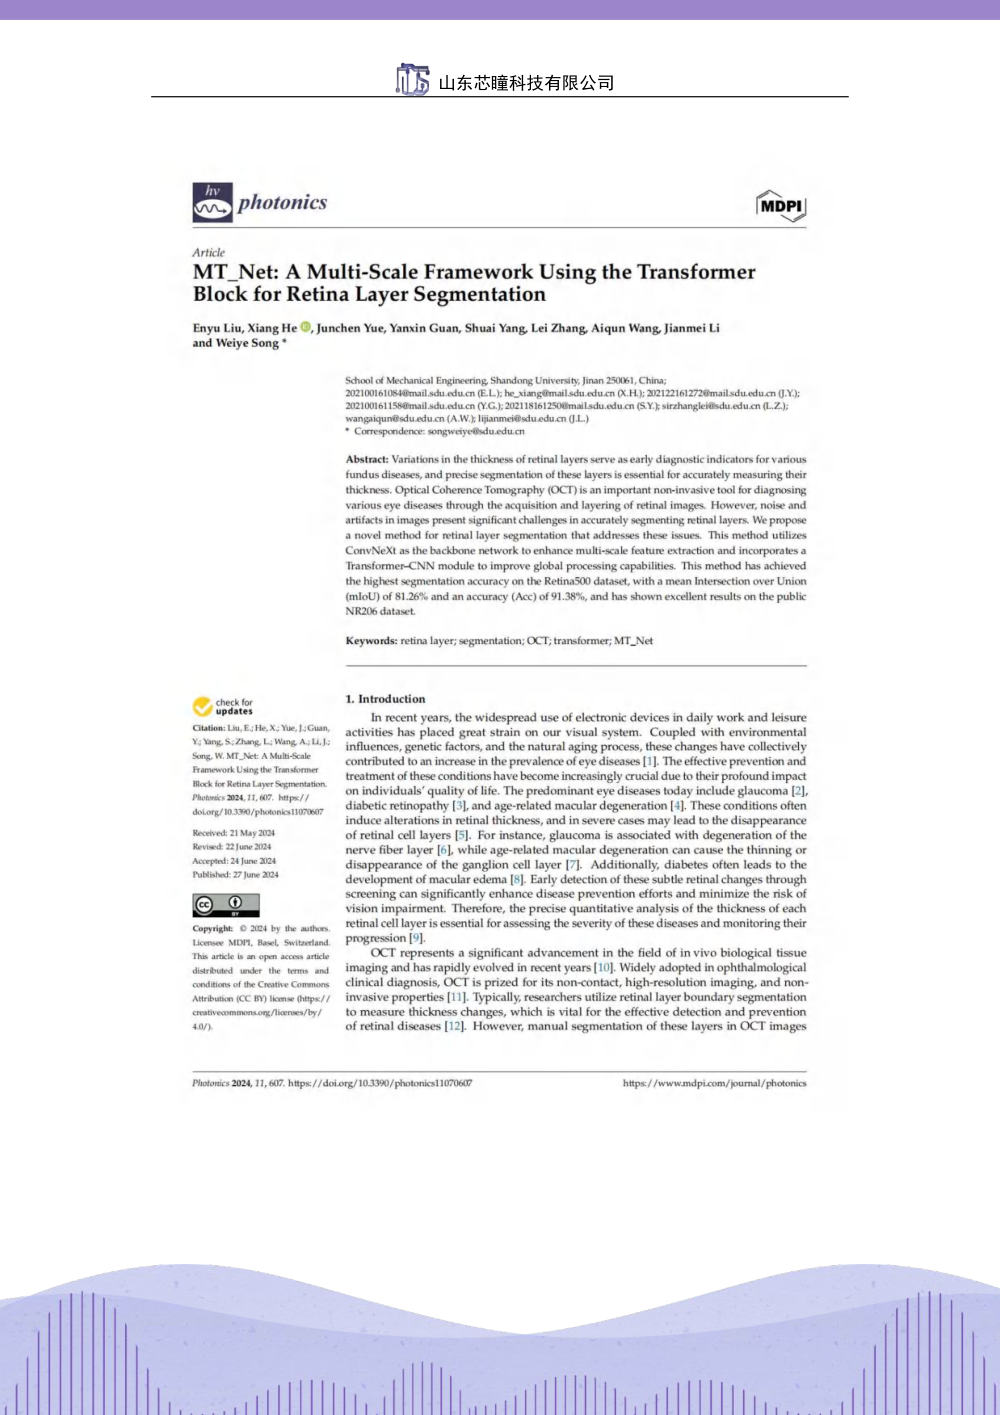 山东芯瞳科技有限公司
hv
photonics
MDPI
Article
MT_Net: A Multi-Scale Framework Using the Transformer
Block for Retina Layer Segmentation
Enyu Liu, Xiang He, Junchen Yue, Yanxin Guan, Shuai Yang, Lei Zhang, Aiqun Wang, Jianmei Li
and Weiye Song *
School of Mechanical Engineering, Shandong University, Jinan 250061, China;
202100161084@mail.sdu.edu.cn (E.L.); he_xiang@mail.sdu.edu.cn (X.H.); 202122161272@mail.sdu.edu.cn (J.Y.);
202100161158@mail.sdu.edu.cn (Y.G.); 202118161250@mail.sdu.edu.cn (S.Y.); sirzhanglei@sdu.edu.cn (L.Z.);
wangaiqun@sdu.edu.cn (A.W.); lijianmei@sdu.edu.cn (J.L.)
* Correspondence: songweiye@sdu.edu.cn
Abstract: Variations in the thickness of retinal layers serve as early diagnostic indicators for various
fundus diseases, and precise segmentation of these layers is essential for accurately measuring their
thickness. Optical Coherence Tomography (OCT) is an important non-invasive tool for diagnosing
various eye diseases through the acquisition and layering of retinal images. However, noise and
artifacts in images present significant challenges in accurately segmenting retinal layers. We propose
a novel method for retinal layer segmentation that addresses these issues. This method utilizes
ConvNeXt as the backbone network to enhance multi-scale feature extraction and incorporates a
Transformer–CNN module to improve global processing capabilities. This method has achieved
the highest segmentation accuracy on the Retina500 dataset, with a mean Intersection over Union
(mIoU) of 81.26% and an accuracy (Acc) of 91.38%, and has shown excellent results on the public
NR206 dataset.
Keywords: retina layer; segmentation; OCT; transformer; MT_Net
check for
updates
Citation: Liu, E.; He, X.; Yue, J.; Guan,
Y.; Yang, S.; Zhang, L.; Wang, A.; Li, J.;
Song, W. MT_Net: A Multi-Scale
Framework Using the Transformer
Block for Retina Layer Segmentation.
Photonics 2024, 11, 607. https://
doi.org/10.3390/photonics11070607
Received: 21 May 2024
Revised: 22 June 2024
Accepted: 24 June 2024
Published: 27 June 2024
cc
BY
Copyright: © 2024 by the authors.
Licensee MDPI, Basel, Switzerland.
This article is an open access article
distributed under the terms and
conditions of the Creative Commons
Attribution (CC BY) license (https://
creativecommons.org/licenses/by/
4.0/).
1. Introduction
In recent years, the widespread use of electronic devices in daily work and leisure
activities has placed great strain on our visual system. Coupled with environmental
influences, genetic factors, and the natural aging process, these changes have collectively
contributed to an increase in the prevalence of eye diseases [1]. The effective prevention and
treatment of these conditions have become increasingly crucial due to their profound impact
on individuals' quality of life. The predominant eye diseases today include glaucoma [2],
diabetic retinopathy [3], and age-related macular degeneration [4]. These conditions often
induce alterations in retinal thickness, and in severe cases may lead to the disappearance
of retinal cell layers [5]. For instance, glaucoma is associated with degeneration of the
nerve fiber layer [6], while age-related macular degeneration can cause the thinning or
disappearance of the ganglion cell layer [7]. Additionally, diabetes often leads to the
development of macular edema [8]. Early detection of these subtle retinal changes through
screening can significantly enhance disease prevention efforts and minimize the risk of
vision impairment. Therefore, the precise quantitative analysis of the thickness of each
retinal cell layer is essential for assessing the severity of these diseases and monitoring their
progression [9].
OCT represents a significant advancement in the field of in vivo biological tissue
imaging and has rapidly evolved in recent years [10]. Widely adopted in ophthalmological
clinical diagnosis, OCT is prized for its non-contact, high-resolution imaging, and non-
invasive properties [11]. Typically, researchers utilize retinal layer boundary segmentation
to measure thickness changes, which is vital for the effective detection and prevention
of retinal diseases [12]. However, manual segmentation of these layers in OCT images
Photonics 2024, 11, 607. https://doi.org/10.3390/photonics11070607
https://www.mdpi.com/journal/photonics